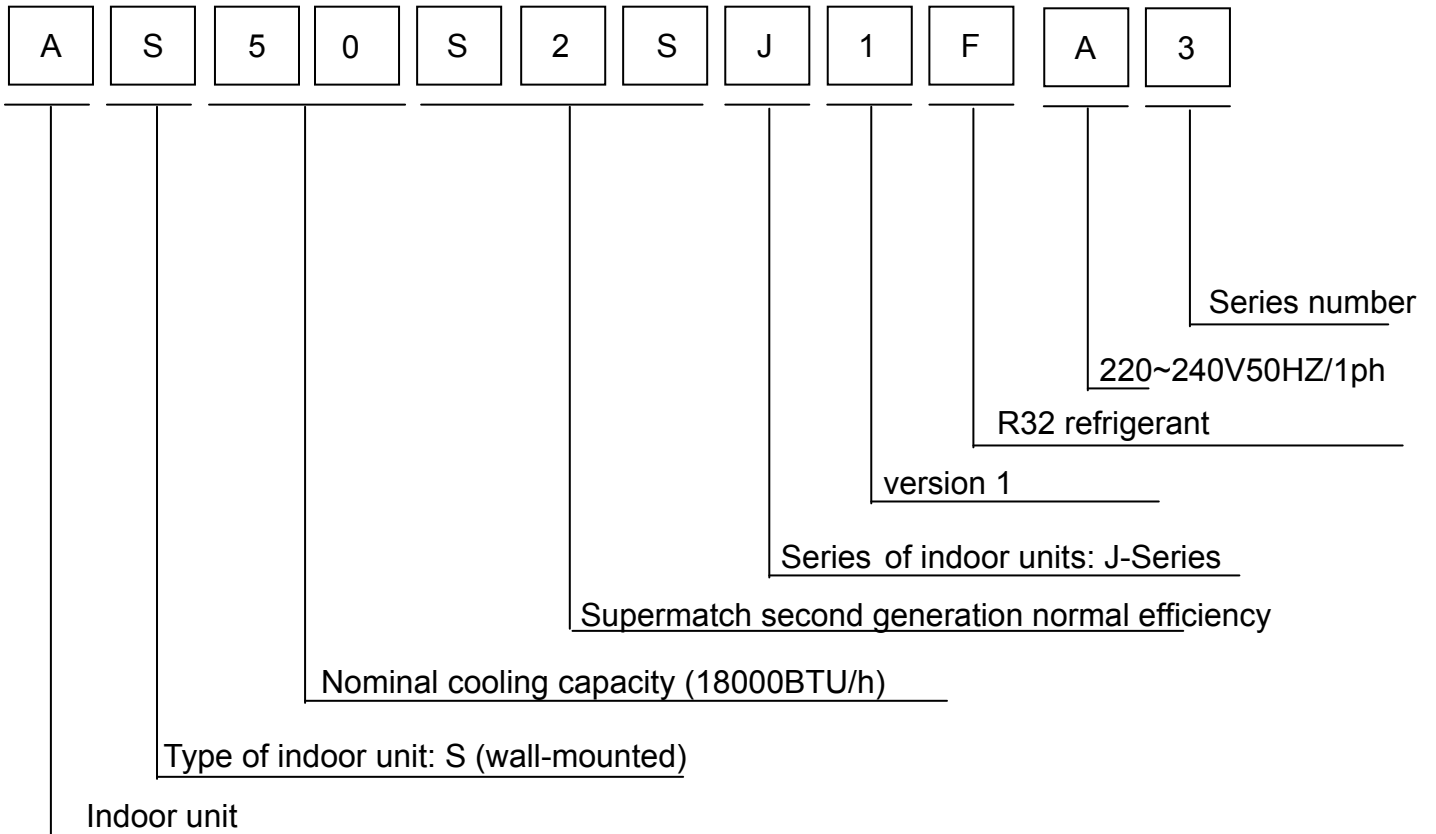 A S 5 0 S 2 S J 1 F A 3
Series number
220~240V50HZ/1ph
R32 refrigerant
version 1
Series of indoor units: J-Series
Supermatch second generation normal efficiency
Nominal cooling capacity (18000BTU/h)
Type of indoor unit: S (wall-mounted)
Indoor unit